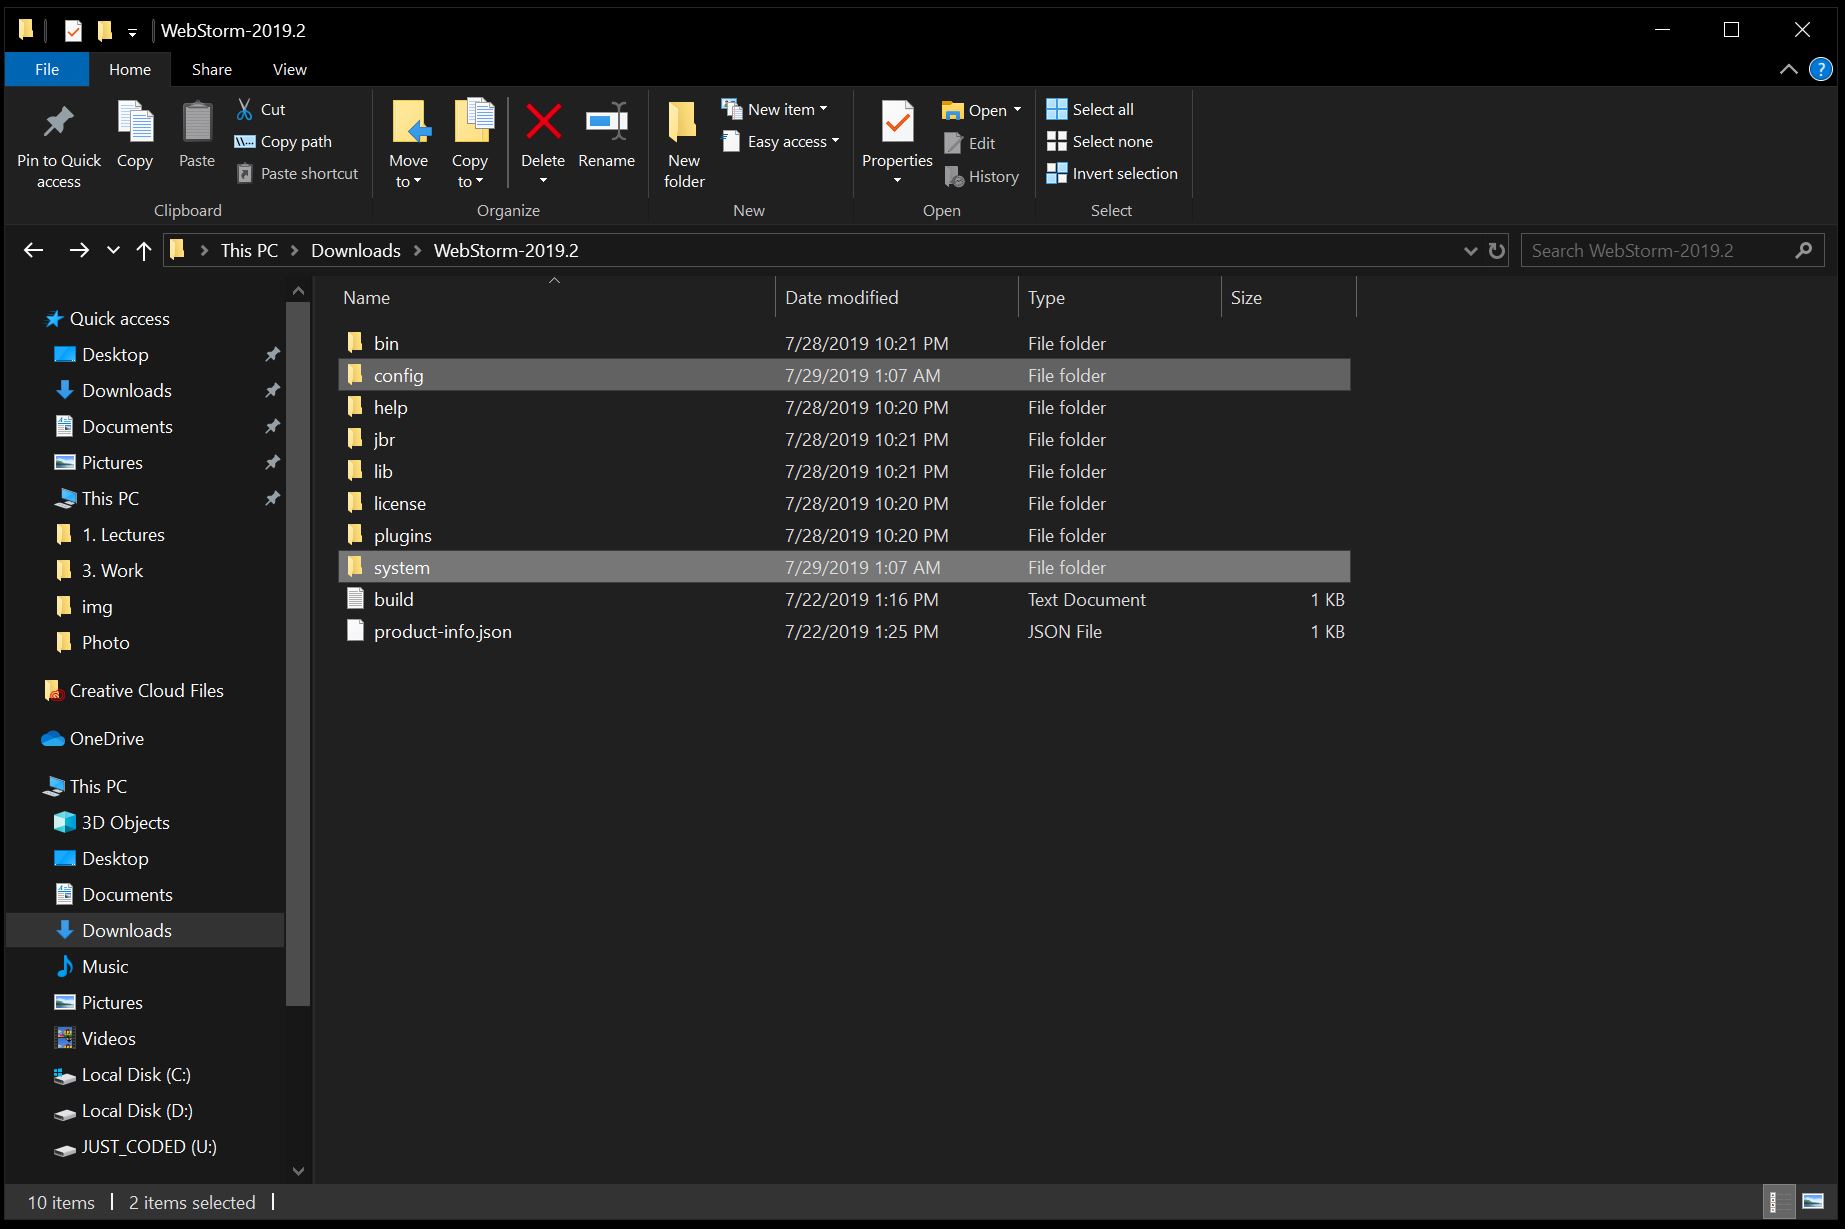 WebStorm-2019.2
File Home Share View
Pin to Quick access
Copy
Paste
Cut
Copy path
Paste shortcut
Clipboard
Move to
Copy to
Delete
Rename
Organize
New folder
New item
Easy access
New
Properties
Open
Edit
History
Open
Select all
Select none
Invert selection
Select
This PC Downloads WebStorm-2019.2
Search WebStorm-2019.2
Quick access
Desktop
Downloads
Documents
Pictures
This PC
1. Lectures
3. Work
img
Photo
Creative Cloud Files
OneDrive
This PC
3D Objects
Desktop
Documents
Downloads
Music
Pictures
Videos
Local Disk (C:)
Local Disk (D:)
JUST_CODED (U:)
Name Date modified Type Size
bin 7/28/2019 10:21 PM File folder
config 7/29/2019 1:07 AM File folder
help 7/28/2019 10:20 PM File folder
jbr 7/28/2019 10:21 PM File folder
lib 7/28/2019 10:21 PM File folder
license 7/28/2019 10:20 PM File folder
plugins 7/28/2019 10:20 PM File folder
system 7/29/2019 1:07 AM File folder
build 7/22/2019 1:16 PM Text Document 1 KB
product-info.json 7/22/2019 1:25 PM JSON File 1 KB
10 items 2 items selected